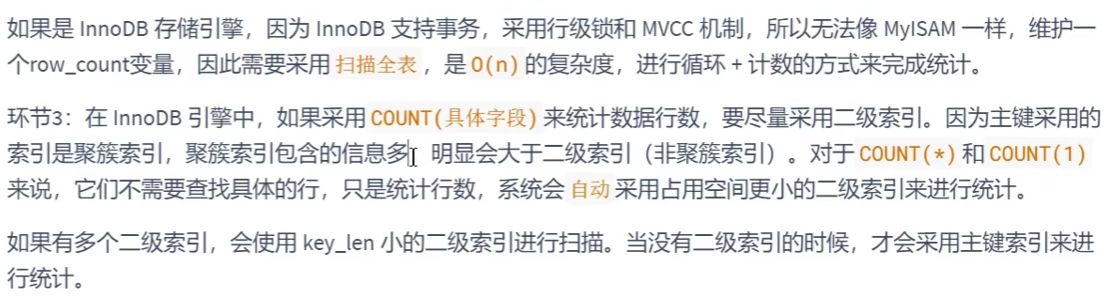 如果是 InnoDB 存储引擎，因为 InnoDB 支持事务，采用行级锁和 MVCC 机制，所以无法像 MyISAM 一样，维护一
个row_count变量，因此需要采用 扫描全表 ，是 O(n) 的复杂度，进行循环 + 计数的方式来完成统计。
环节3：在 InnoDB 引擎中，如果采用 COUNT(具体字段) 来统计数据行数，要尽量采用二级索引。因为主键采用的
索引是聚簇索引，聚簇索引包含的信息多 明显会大于二级索引（非聚簇索引）。对于 COUNT(*) 和 COUNT(1)
来说，它们不需要查找具体的行，只是统计行数，系统会 自动 采用占用空间更小的二级索引来进行统计。
如果有多个二级索引，会使用 key_len 小的二级索引进行扫描。当没有二级索引的时候，才会采用主键索引来进
行统计。